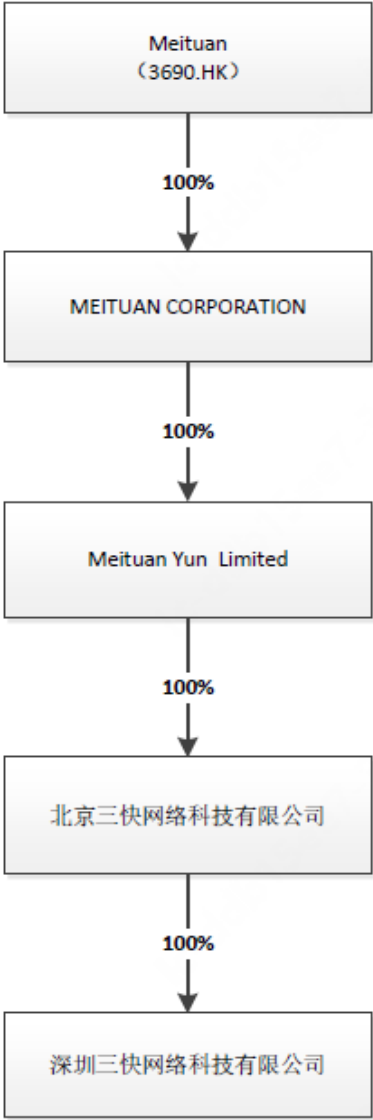 Meituan
（3690.HK）
100%
MEITUAN CORPORATION
100%
Meituan Yun  Limited
100%
北京三快网络科技有限公司
100%
深圳三快网络科技有限公司